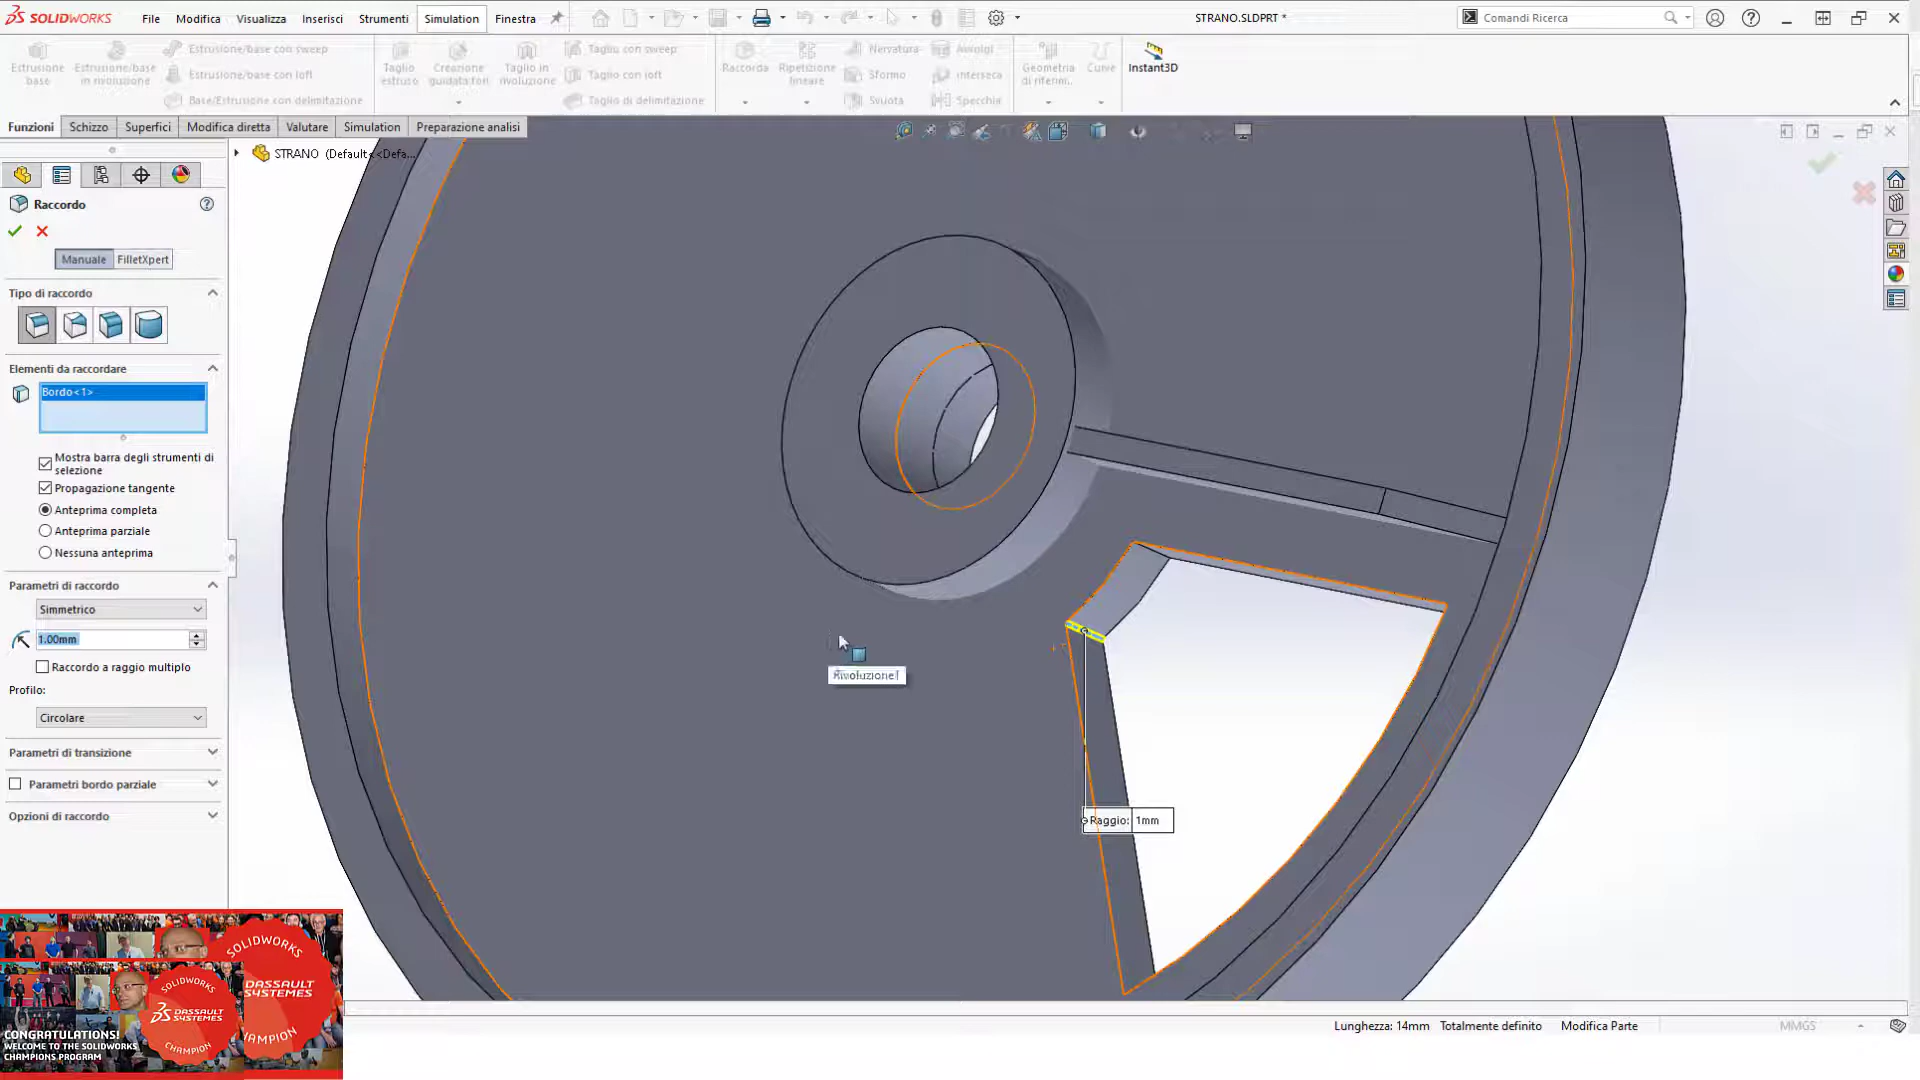 SOLIDWORKS
File
Modifica
Visualizza
Inserisci
Strumenti
Simulation
Finestra
STRANO.SLDPRT *
Comandi Ricerca
Estrusione base
Estrusione/base in rivoluzione
Estrusione/base con sweep
Estrusione/base con loft
Base/Estrusione con delimitazione
Taglio estruso
Creazione guidata fori
Taglio in rivoluzione
Taglio con sweep
Taglio con loft
Taglio di delimitazione
Raccorda
Ripetizione lineare
Nervatura
Sformo
Svuota
Avvolgi
Interseca
Specchia
Geometria di riferim...
Curve
Instant3D
Funzioni
Schizzo
Superfici
Modifica diretta
Valutare
Simulation
Preparazione analisi
STRANO (Default<<Defa...
Raccordo
Manuale
FilletXpert
Tipo di raccordo
Elementi da raccordare
Bordo<1>
Mostra barra degli strumenti di
selezione
Propagazione tangente
Anteprima completa
Anteprima parziale
Nessuna anteprima
Parametri di raccordo
Simmetrico
1.00mm
Raccordo a raggio multiplo
Profilo:
Circolare
Parametri di transizione
Parametri bordo parziale
Opzioni di raccordo
Rivoluzione1
Raggio: 1mm
SOLIDWORKS
DASSAULT
SYSTEMES
CHAMPION
SOLIDWORKS
DASSAULT
SYSTEMES
CHAMPION
CONGRATULATIONS!
WELCOME TO THE SOLIDWORKS
CHAMPIONS PROGRAM
Lunghezza: 14mm
Totalmente definito
Modifica Parte
MMGS